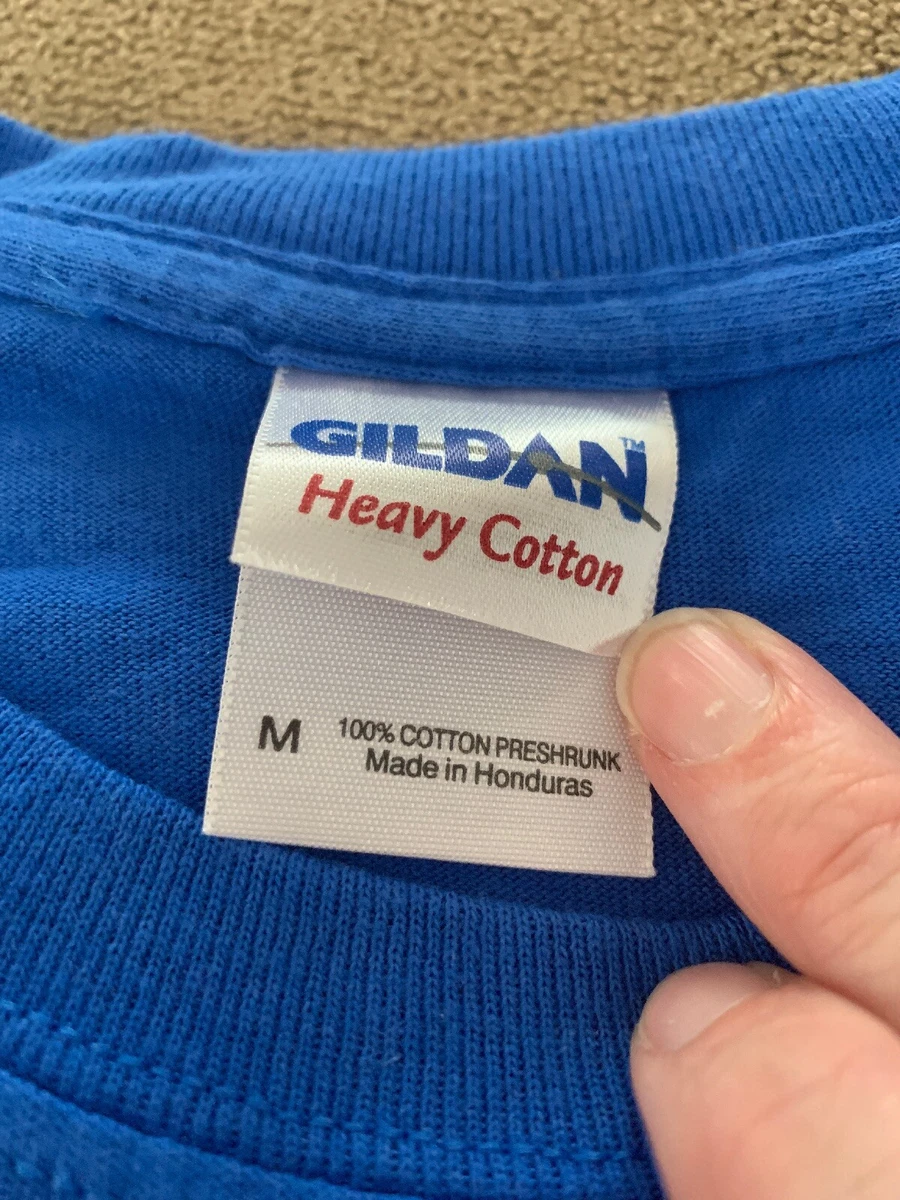 GILDAN™
Heavy Cotton
M 100% COTTON PRESHRUNK
Made in Honduras